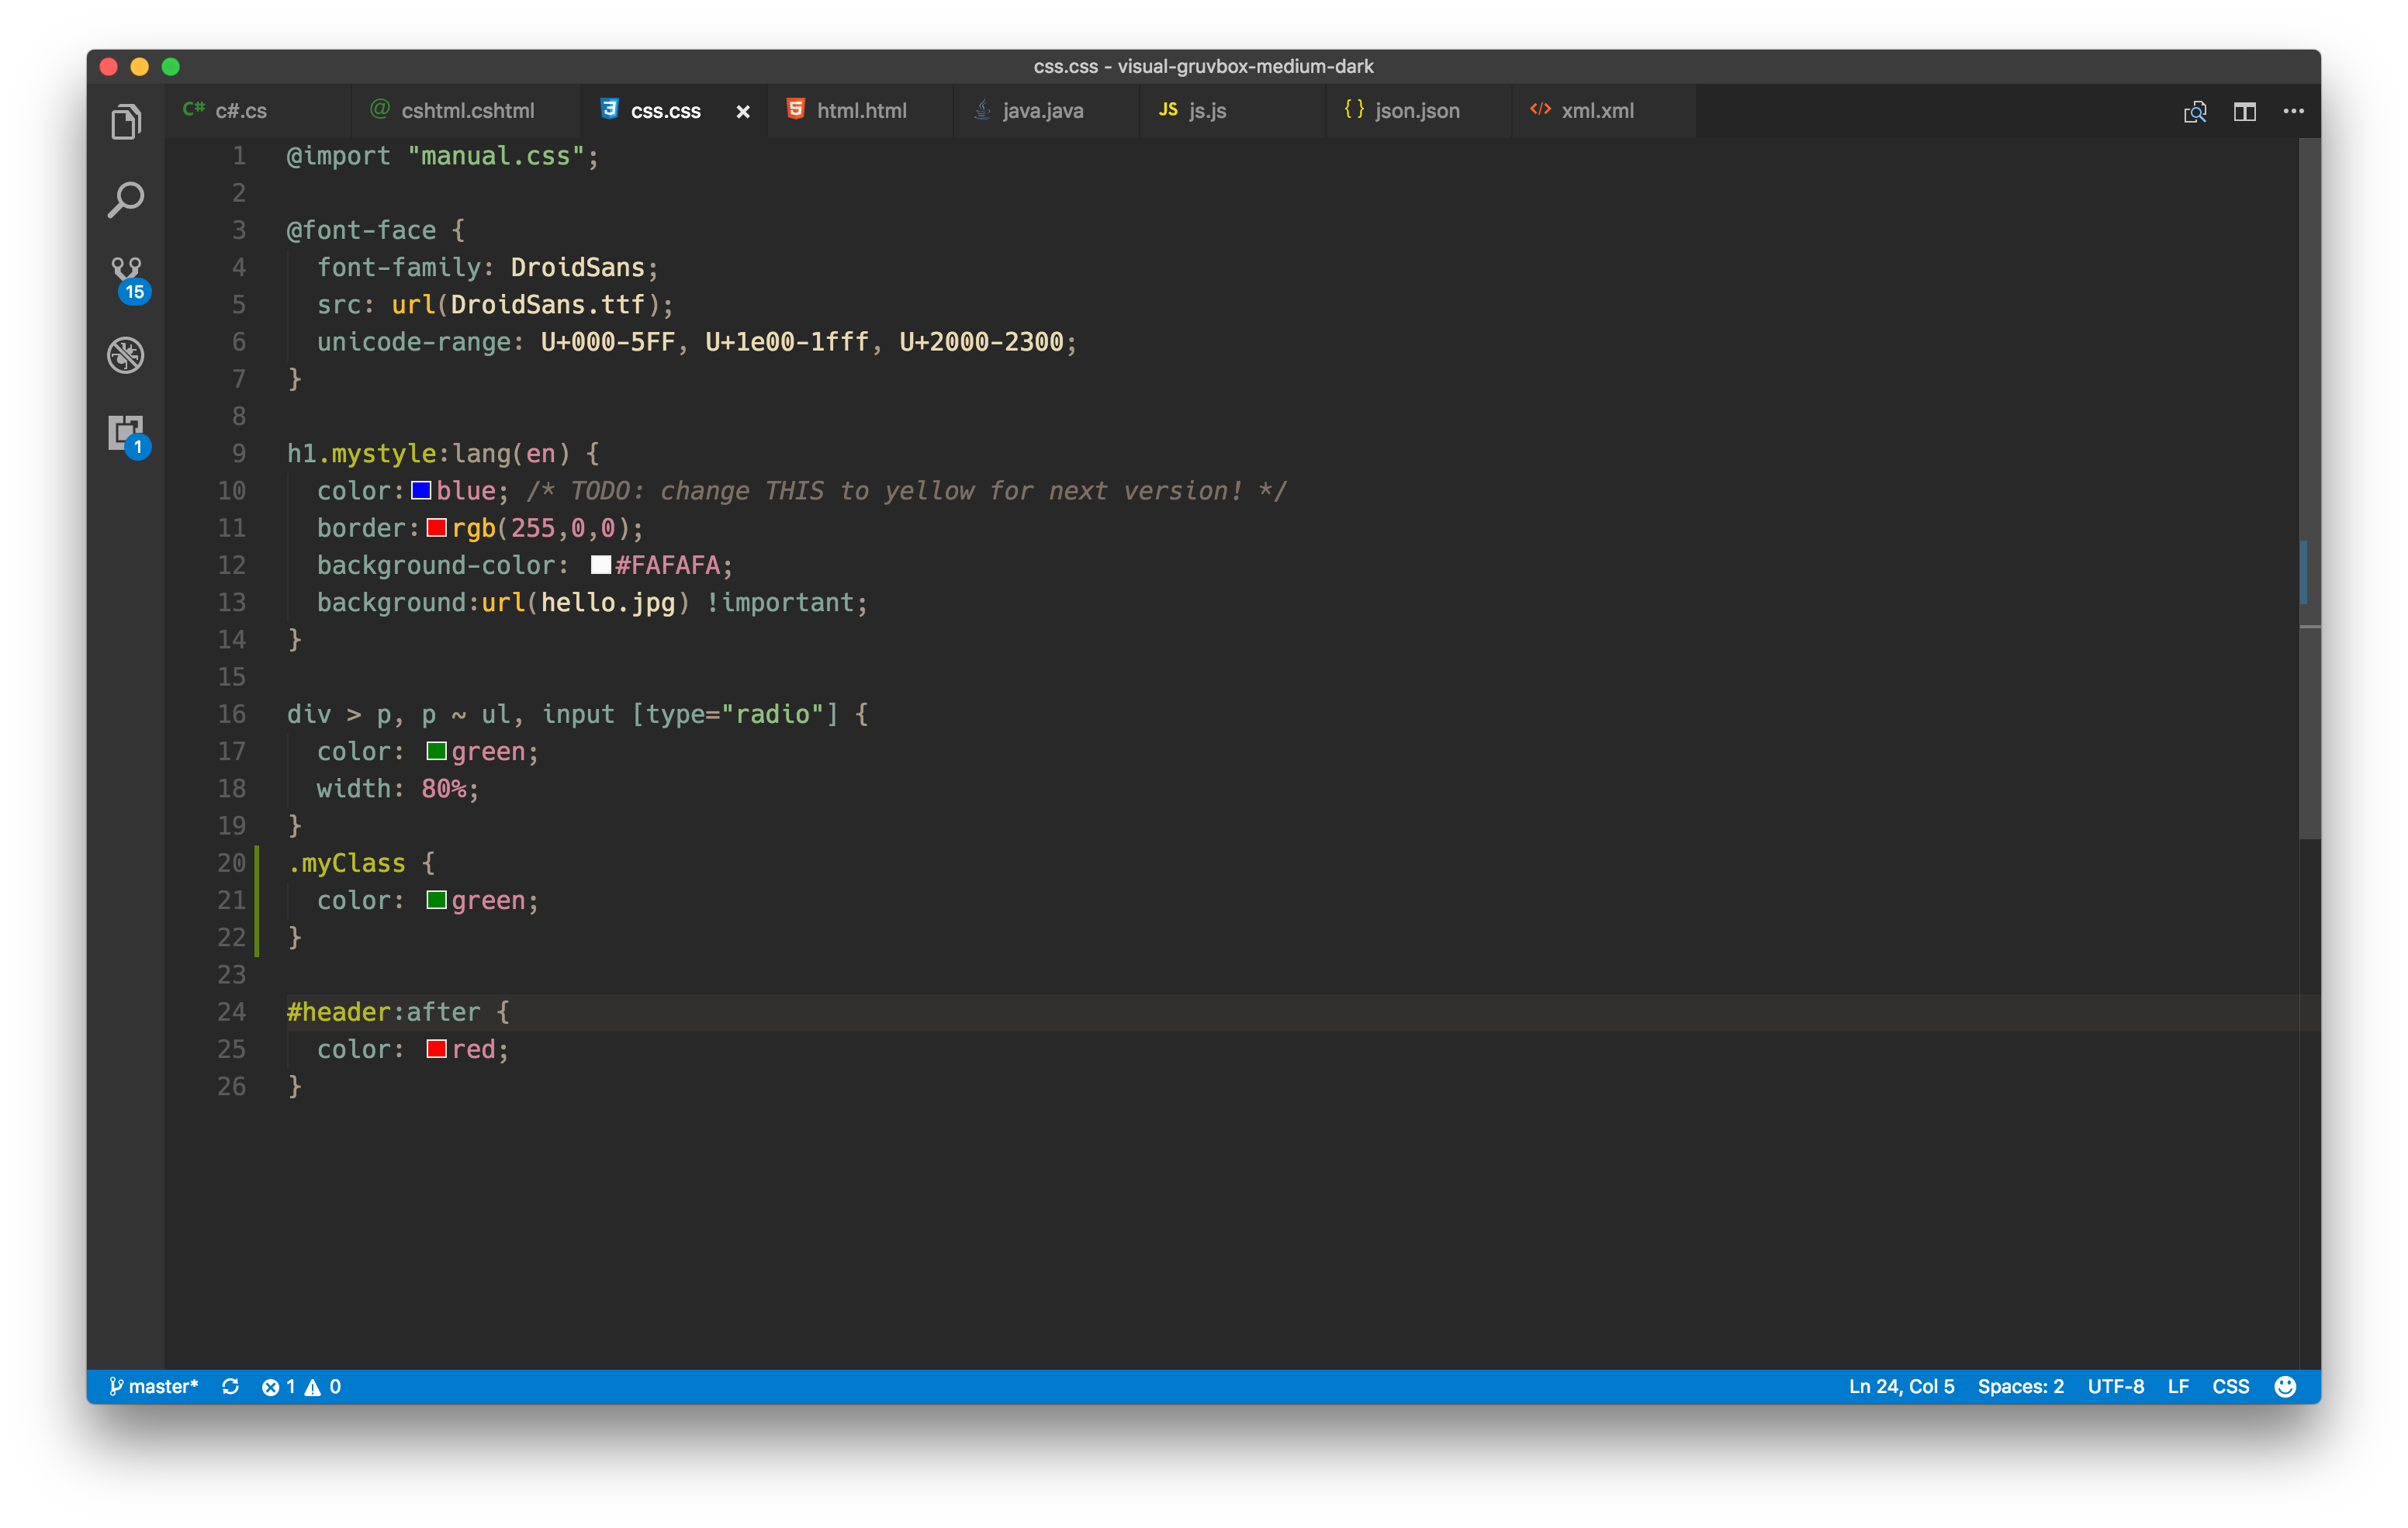 css.css - visual-gruvbox-medium-dark
C# c#.cs @ cshtml.cshtml 3 css.css × 5 html.html java.java JS js.js { } json.json </> xml.xml ···
15
1
1 @import "manual.css";
2
3 @font-face {
4   font-family: DroidSans;
5   src: url(DroidSans.ttf);
6   unicode-range: U+000-5FF, U+1e00-1fff, U+2000-2300;
7 }
8
9 h1.mystyle:lang(en) {
10   color:blue; /* TODO: change THIS to yellow for next version! */
11   border:rgb(255,0,0);
12   background-color: #FAFAFA;
13   background:url(hello.jpg) !important;
14 }
15
16 div > p, p ~ ul, input [type="radio"] {
17   color: green;
18   width: 80%;
19 }
20 .myClass {
21   color: green;
22 }
23
24 #header:after {
25   color: red;
26 }
master* 1 0 Ln 24, Col 5 Spaces: 2 UTF-8 LF CSS